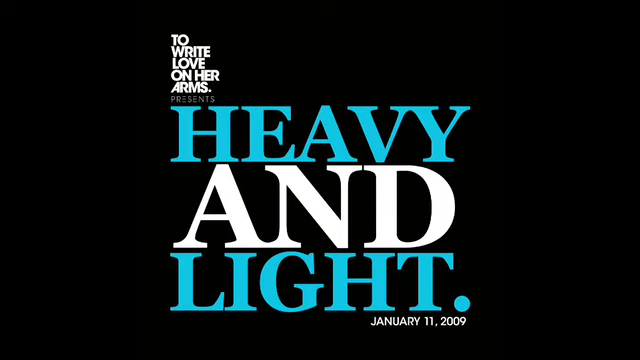 TO
WRITE
LOVE
ON HER
ARMS.
PRESENTS
HEAVY
AND
LIGHT.
JANUARY 11, 2009